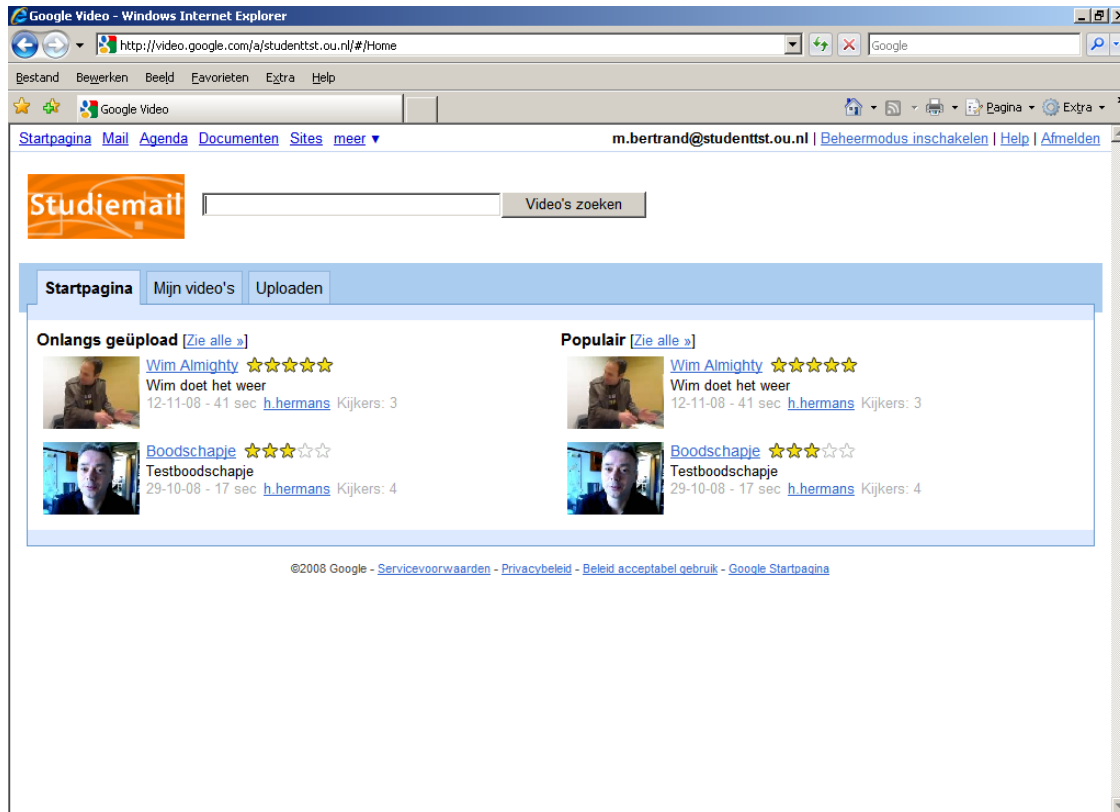 Google Video - Windows Internet Explorer
http://video.google.com/a/studenttst.ou.nl/#/Home
Google
Bestand Bewerken Beeld Favorieten Extra Help
Google Video
Pagina Extra
Startpagina Mail Agenda Documenten Sites meer ▼
m.bertrand@studenttst.ou.nl | Beheermodus inschakelen | Help | Afmelden
Studiemail
Video's zoeken
Startpagina Mijn video's Uploaden
Onlangs geüpload [Zie alle »]
Wim Almighty
Wim doet het weer
12-11-08 - 41 sec h.hermans Kijkers: 3
Boodschapje
Testboodschapje
29-10-08 - 17 sec h.hermans Kijkers: 4
Populair [Zie alle »]
Wim Almighty
Wim doet het weer
12-11-08 - 41 sec h.hermans Kijkers: 3
Boodschapje
Testboodschapje
29-10-08 - 17 sec h.hermans Kijkers: 4
©2008 Google - Servicevoorwaarden - Privacybeleid - Beleid acceptabel gebruik - Google Startpagina